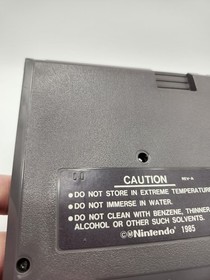 CAUTION REV-A
• DO NOT STORE IN EXTREME TEMPERATUR
• DO NOT IMMERSE IN WATER.
• DO NOT CLEAN WITH BENZENE, THINNER
ALCOHOL OR OTHER SUCH SOLVENTS.
©®Nintendo 1985